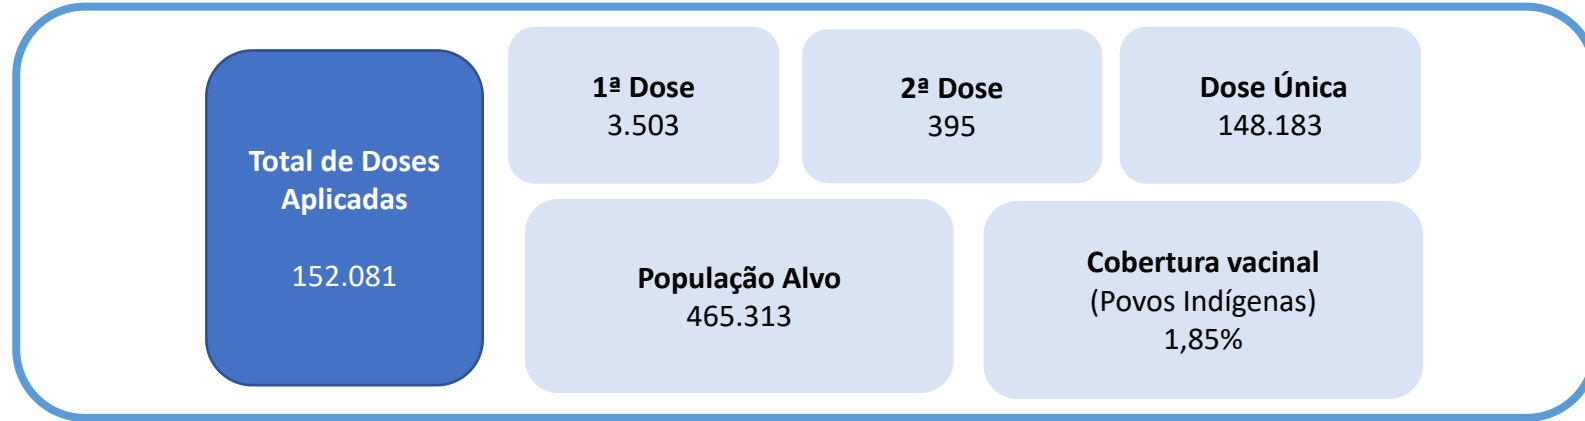 Total de Doses
Aplicadas
152.081
1ª Dose
3.503
2ª Dose
395
Dose Única
148.183
População Alvo
465.313
Cobertura vacinal
(Povos Indígenas)
1,85%